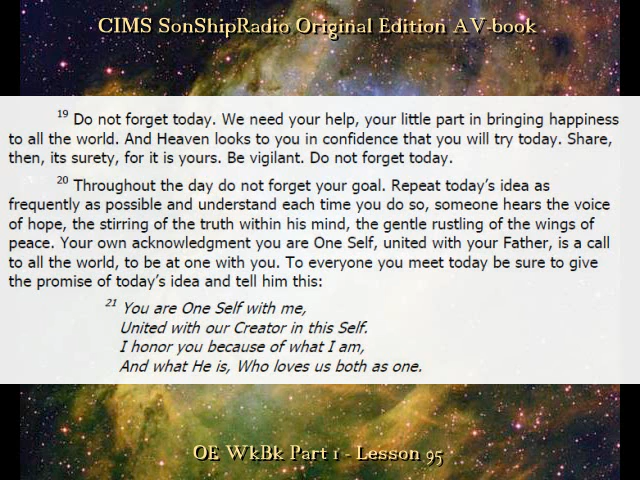 CIMS SonShipRadio Original Edition AV-book
19 Do not forget today. We need your help, your little part in bringing happiness
to all the world. And Heaven looks to you in confidence that you will try today. Share,
then, its surety, for it is yours. Be vigilant. Do not forget today.
20 Throughout the day do not forget your goal. Repeat today's idea as
frequently as possible and understand each time you do so, someone hears the voice
of hope, the stirring of the truth within his mind, the gentle rustling of the wings of
peace. Your own acknowledgment you are One Self, united with your Father, is a call
to all the world, to be at one with you. To everyone you meet today be sure to give
the promise of today's idea and tell him this:
21 You are One Self with me,
United with our Creator in this Self.
I honor you because of what I am,
And what He is, Who loves us both as one.
OE WkBk Part 1 - Lesson 95